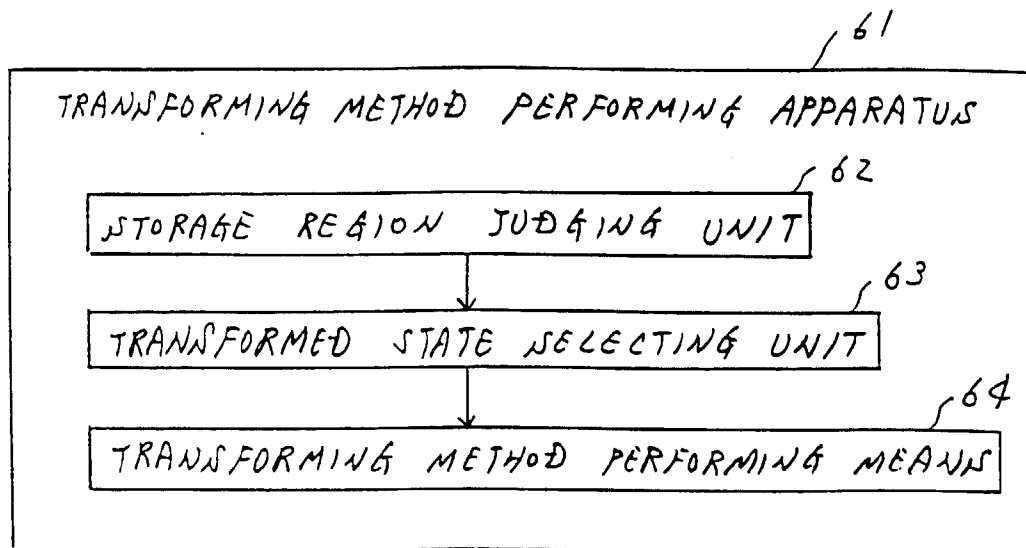 61
TRANSFORMING METHOD PERFORMING APPARATUS
62
STORAGE REGION JUDGING UNIT
63
TRANSFORMED STATE SELECTING UNIT
64
TRANSFORMING METHOD PERFORMING MEANS